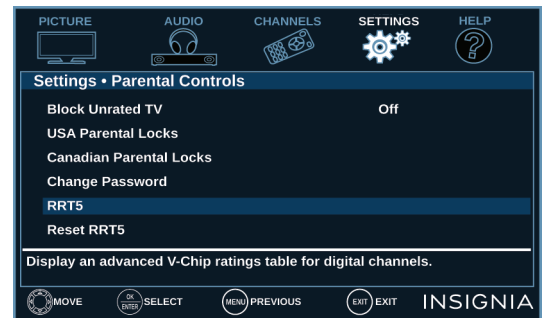 PICTURE AUDIO CHANNELS SETTINGS HELP
?
Settings • Parental Controls
Block Unrated TV Off
USA Parental Locks
Canadian Parental Locks
Change Password
RRT5
Reset RRT5
Display an advanced V-Chip ratings table for digital channels.
MOVE OK ENTER SELECT MENU PREVIOUS EXIT EXIT INSIGNIA